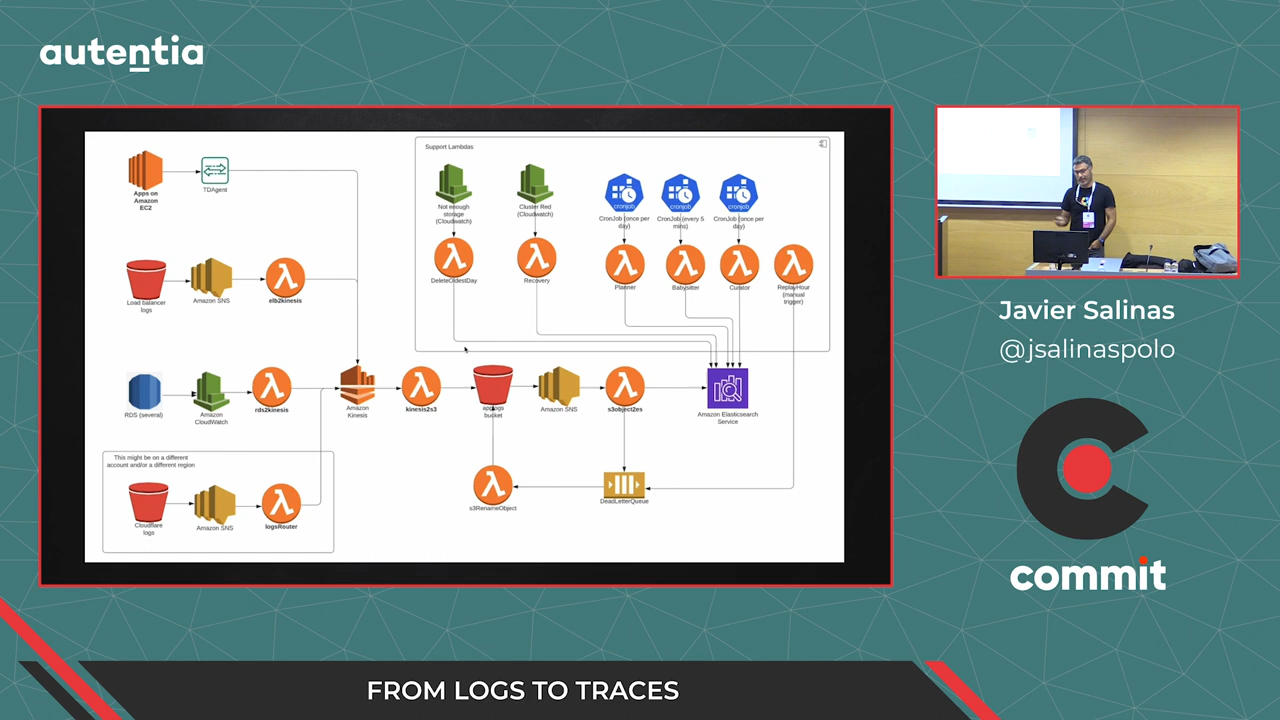 autentia
Support Lambdas
Apps on
Amazon
EC2
TDAgent
Not enough
storage
(Cloudwatch)
Cluster Red
(Cloudwatch)
cronjob
CronJob (once per
day)
cronjob
CronJob (every 5
mins)
cronjob
CronJob (once per
day)
DeleteOldestDay
Recovery
Planner
Babysitter
Curator
ReplayHour
(manual
trigger)
Load balancer
logs
Amazon SNS
elb2kinesis
RDS (several)
Amazon
CloudWatch
rds2kinesis
Amazon
Kinesis
kinesis2s3
applogs
bucket
Amazon SNS
s3object2es
Amazon Elasticsearch
Service
This might be on a different
account and/or a different region
Cloudflare
logs
Amazon SNS
logsRouter
s3RenameObject
DeadLetterQueue
Javier Salinas
@jsalinaspolo
commit
FROM LOGS TO TRACES